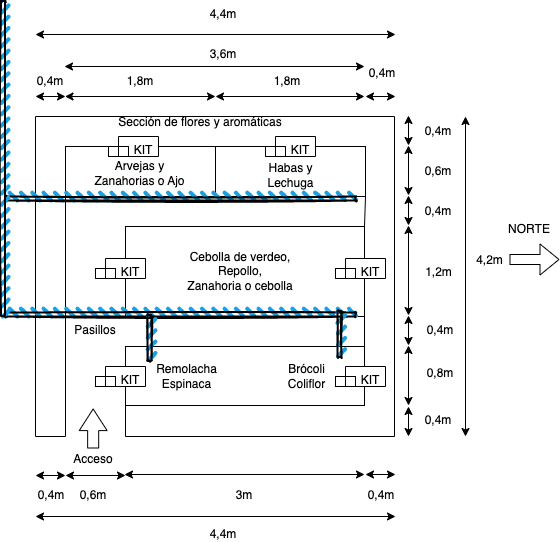 4,4m
3,6m
0,4m
1,8m
1,8m
0,4m
Sección de flores y aromáticas
0,4m
KIT
KIT
Arvejas y
Zanahorias o Ajo
Habas y
Lechuga
0,6m
0,4m
NORTE
Cebolla de verdeo,
Repollo,
Zanahoria o cebolla
KIT
KIT
1,2m
4,2m
Pasillos
0,4m
Remolacha
Espinaca
Brócoli
Coliflor
KIT
KIT
0,8m
0,4m
Acceso
0,4m
0,6m
3m
0,4m
4,4m